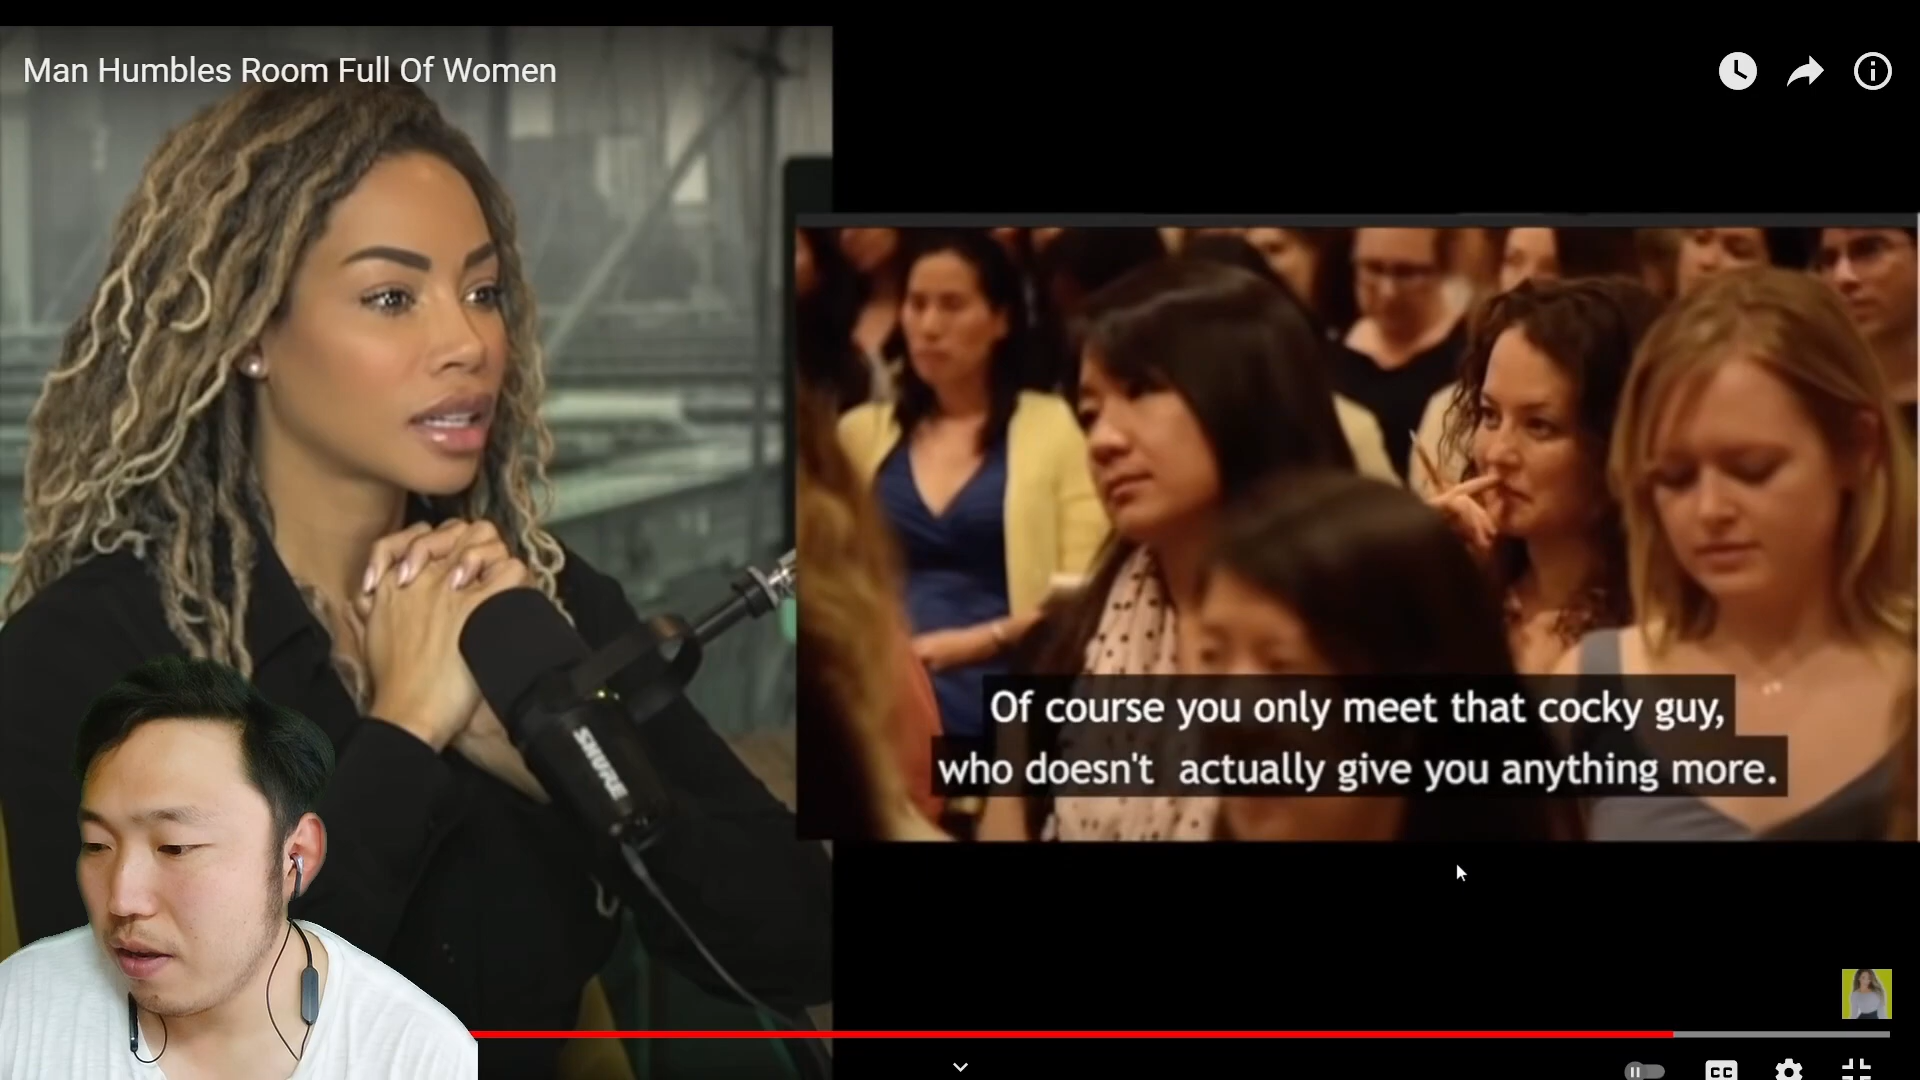 Man Humbles Room Full Of Women
SHURE
Of course you only meet that cocky guy,
who doesn't actually give you anything more.
CC